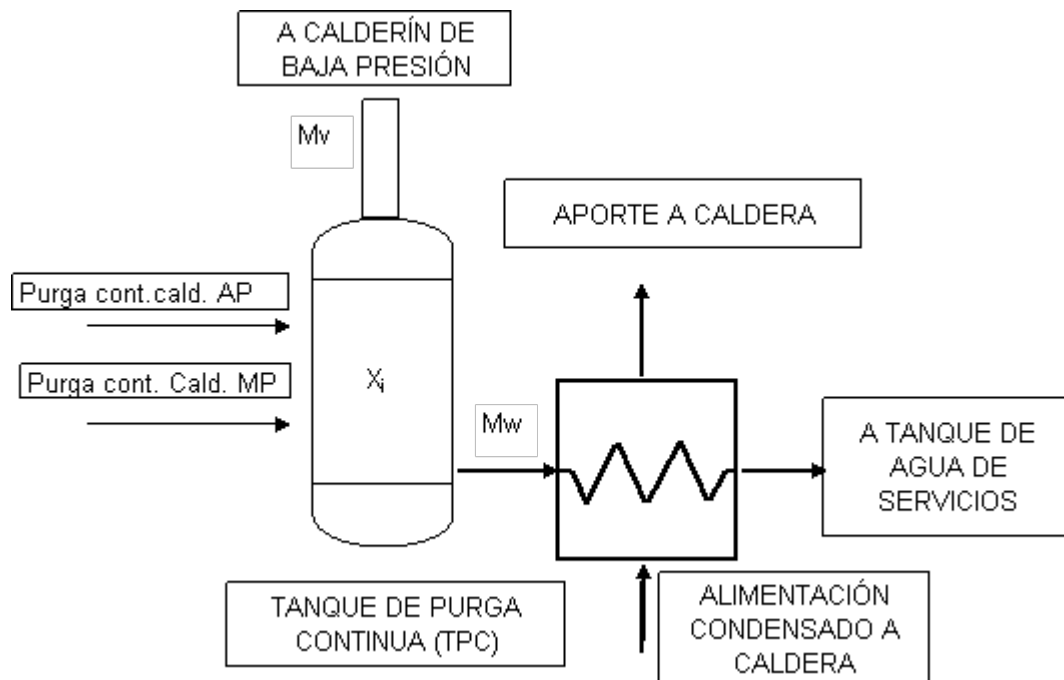 A CALDERÍN DE
BAJA PRESIÓN
Mv
APORTE A CALDERA
Purga cont.cald. AP
Purga cont. Cald. MP
Xi
Mw
A TANQUE DE
AGUA DE
SERVICIOS
TANQUE DE PURGA
CONTINUA (TPC)
ALIMENTACIÓN
CONDENSADO A
CALDERA